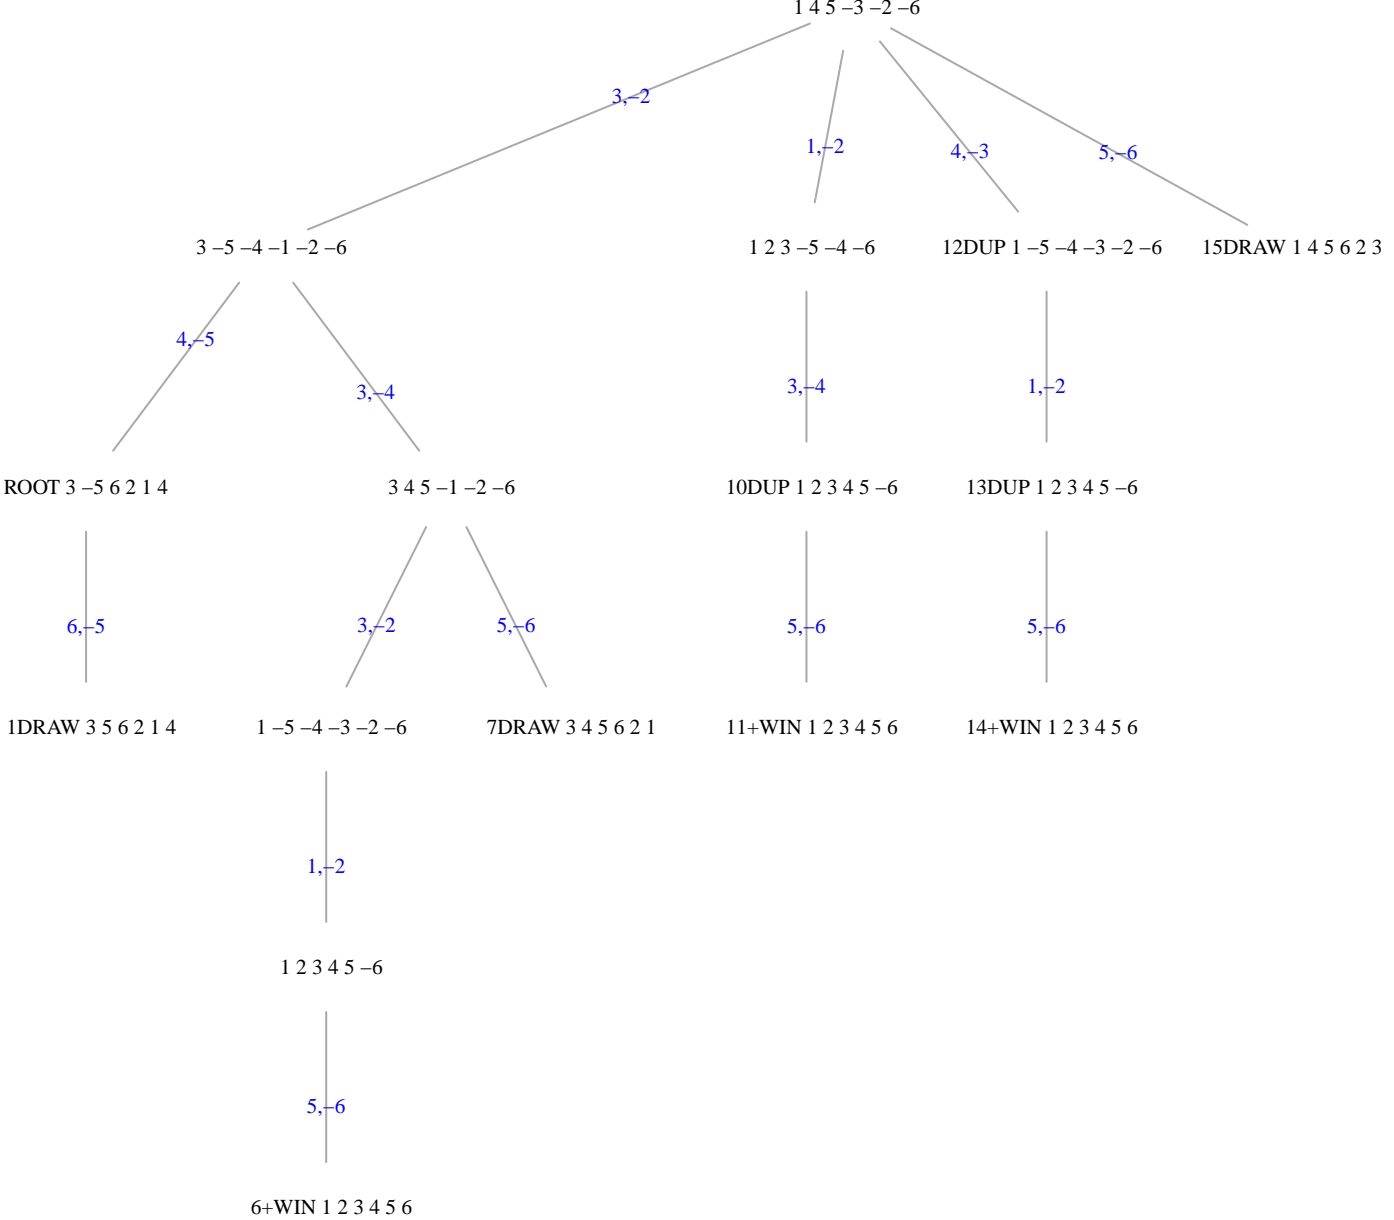 1 4 5 −3 −2 −6
3,−2
1,−2
4,−3
5,−6
3 −5 −4 −1 −2 −6
1 2 3 −5 −4 −6
12DUP 1 −5 −4 −3 −2 −6
15DRAW 1 4 5 6 2 3
4,−5
3,−4
3,−4
1,−2
ROOT 3 −5 6 2 1 4
3 4 5 −1 −2 −6
10DUP 1 2 3 4 5 −6
13DUP 1 2 3 4 5 −6
6,−5
3,−2
5,−6
5,−6
5,−6
1DRAW 3 5 6 2 1 4
1 −5 −4 −3 −2 −6
7DRAW 3 4 5 6 2 1
11+WIN 1 2 3 4 5 6
14+WIN 1 2 3 4 5 6
1,−2
1 2 3 4 5 −6
5,−6
6+WIN 1 2 3 4 5 6